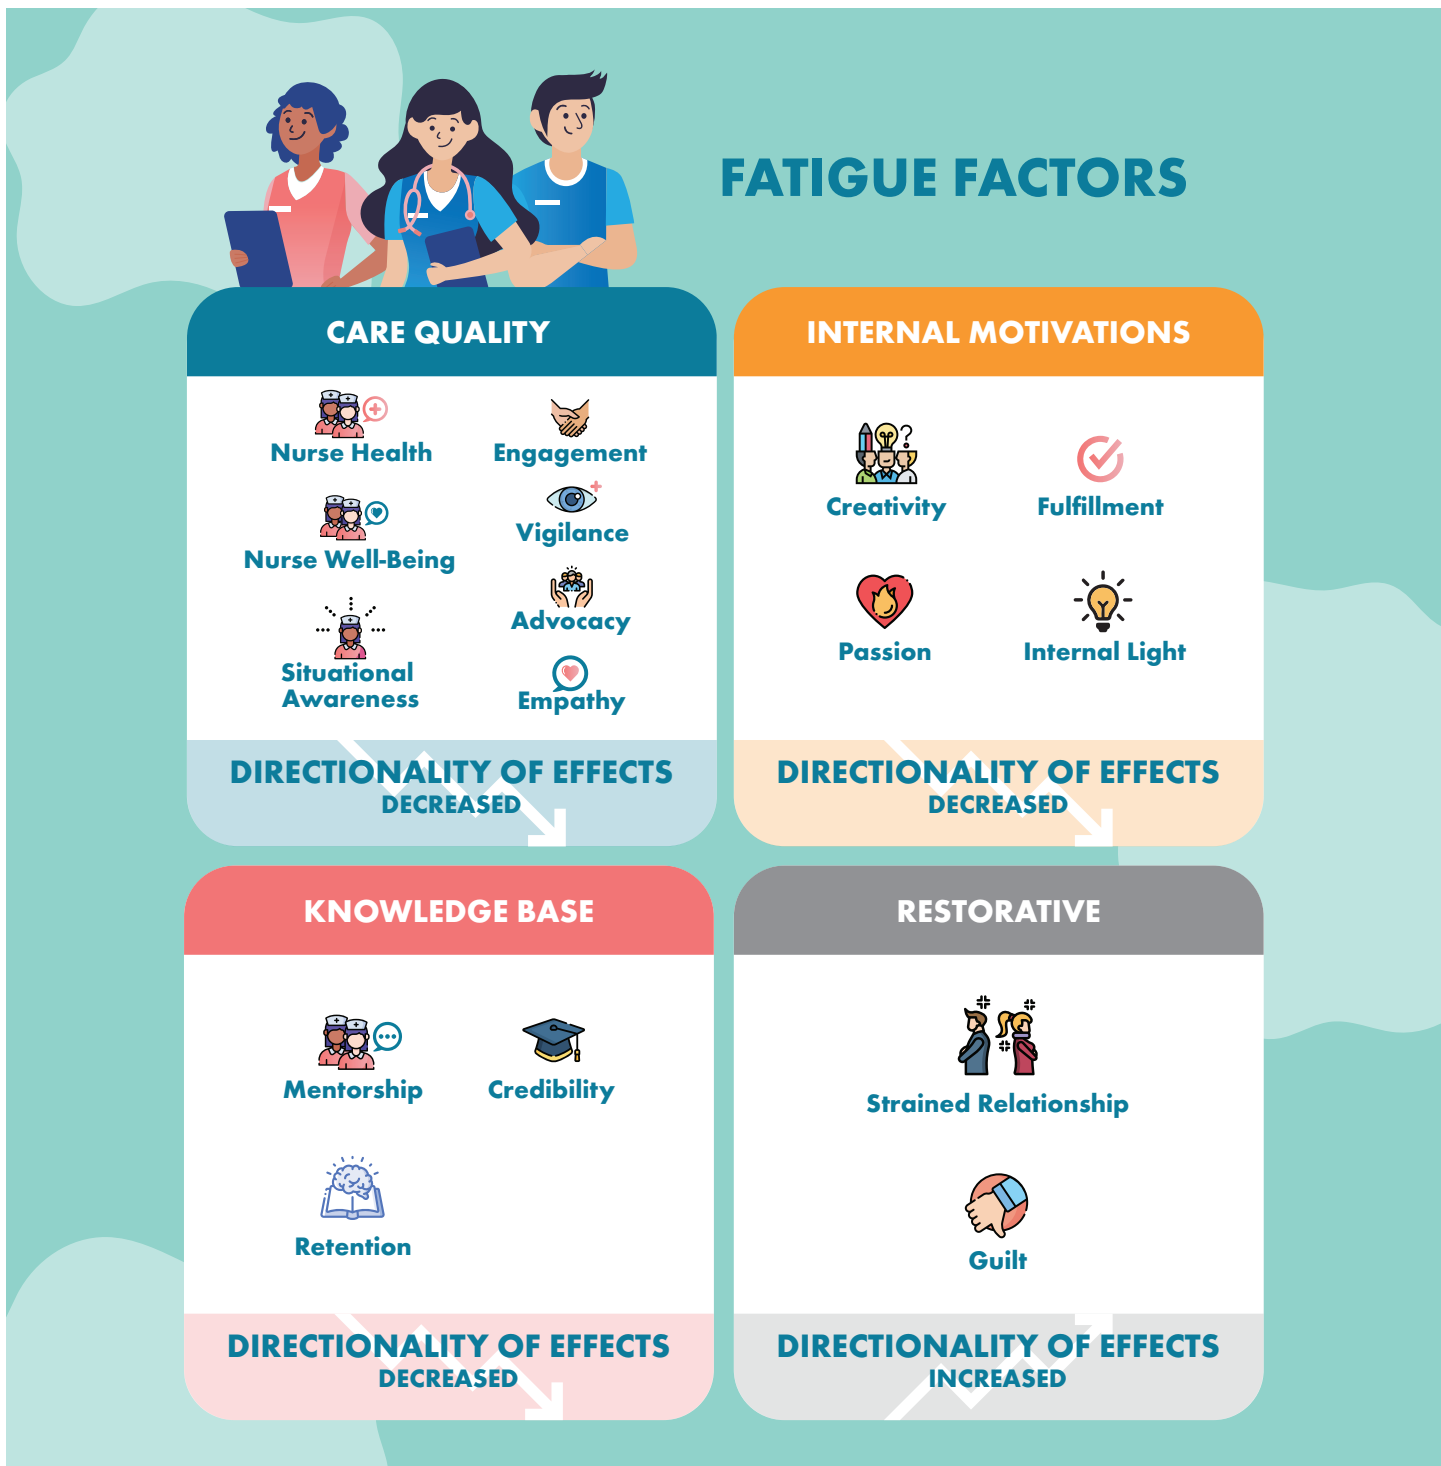 FATIGUE FACTORS
CARE QUALITY
Nurse Health
Engagement
Nurse Well-Being
Vigilance
Situational
Awareness
Advocacy
Empathy
DIRECTIONALITY OF EFFECTS
DECREASED
INTERNAL MOTIVATIONS
Creativity
Fulfillment
Passion
Internal Light
DIRECTIONALITY OF EFFECTS
DECREASED
KNOWLEDGE BASE
Mentorship
Credibility
Retention
DIRECTIONALITY OF EFFECTS
DECREASED
RESTORATIVE
Strained Relationship
Guilt
DIRECTIONALITY OF EFFECTS
INCREASED